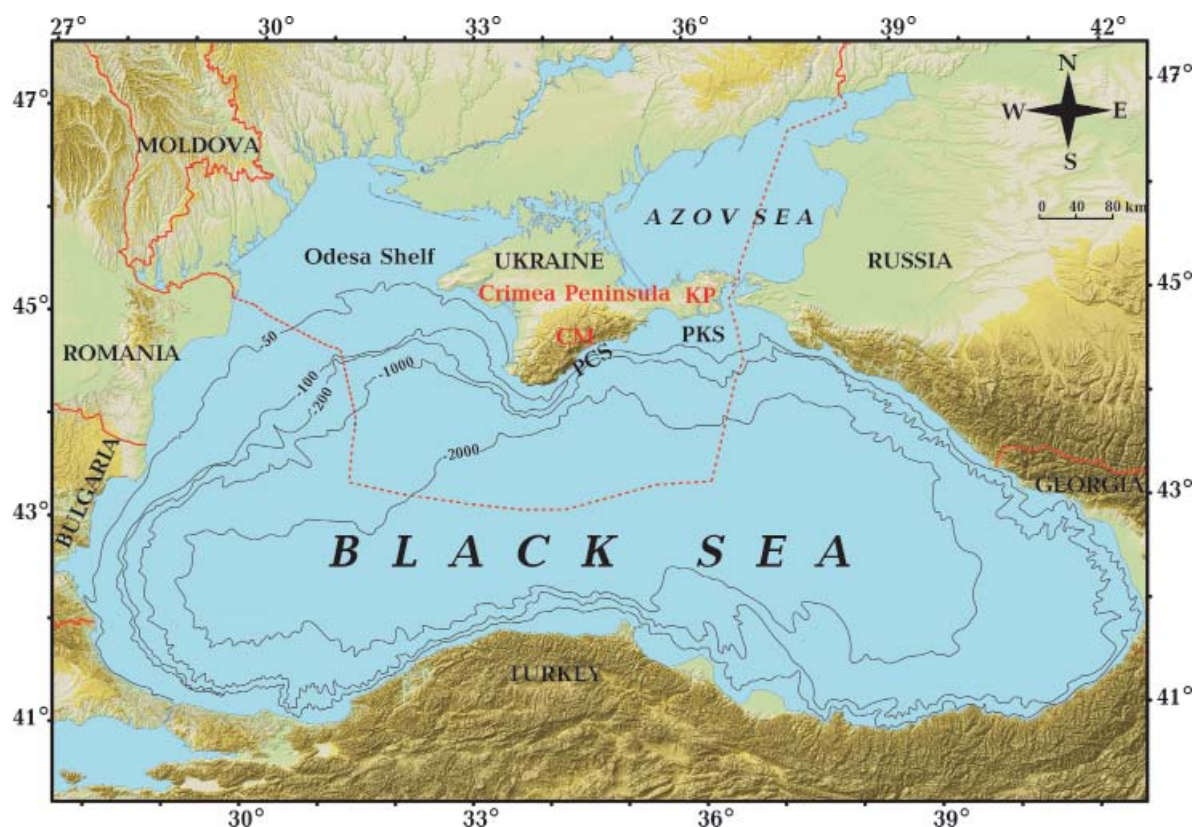 27° 30° 33° 36° 39° 42°
47° 47°
N
W E
S
MOLDOVA
0 40 80 km
AZOV SEA
Odesa Shelf UKRAINE RUSSIA
45° Crimea Peninsula KP 45°
ROMANIA -50 CM PKS
PCS
-100 -1000
-200
-2000
BULGARIA
43° GEORGIA 43°
BLACK SEA
TURKEY
41° 41°
30° 33° 36° 39°